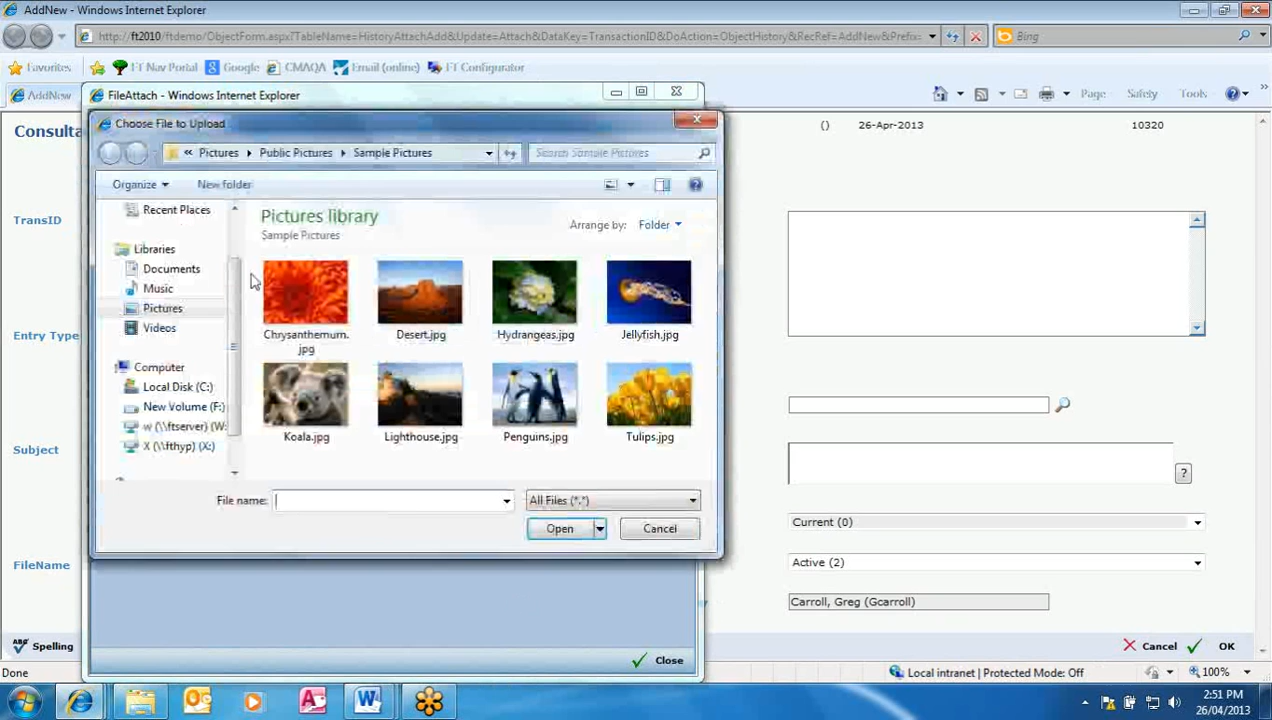 AddNew - Windows Internet Explorer
http://ft2010/ftdemo/ObjectForm.aspx?TableName=HistoryAttachAdd&Update=Attach&DataKey=TransactionID&DoAction=ObjectHistory&RecRef=AddNew&Prefix=
Bing
Favorites
FT Nav Portal
Google
CMAQA
Email (online)
FT Configurator
AddNew
FileAttach - Windows Internet Explorer
Page
Safety
Tools
Choose File to Upload
Consulta
() 26-Apr-2013 10320
« Pictures Public Pictures Sample Pictures
Search Sample Pictures
Organize
New folder
Recent Places
Pictures library
Sample Pictures
Arrange by: Folder
TransID
Libraries
Documents
Music
Pictures
Videos
Chrysanthemum.jpg
Desert.jpg
Hydrangeas.jpg
Jellyfish.jpg
Entry Type
Computer
Local Disk (C:)
New Volume (F:)
w (\\ftserver) (W:
X (\\fthyp) (X:)
Koala.jpg
Lighthouse.jpg
Penguins.jpg
Tulips.jpg
Subject
?
File name:
All Files (*.*)
Open
Cancel
Current (0)
FileName
Active (2)
Carroll, Greg (Gcarroll)
ABC
Spelling
Cancel
OK
Close
Done
Local intranet | Protected Mode: Off
100%
2:51 PM
26/04/2013